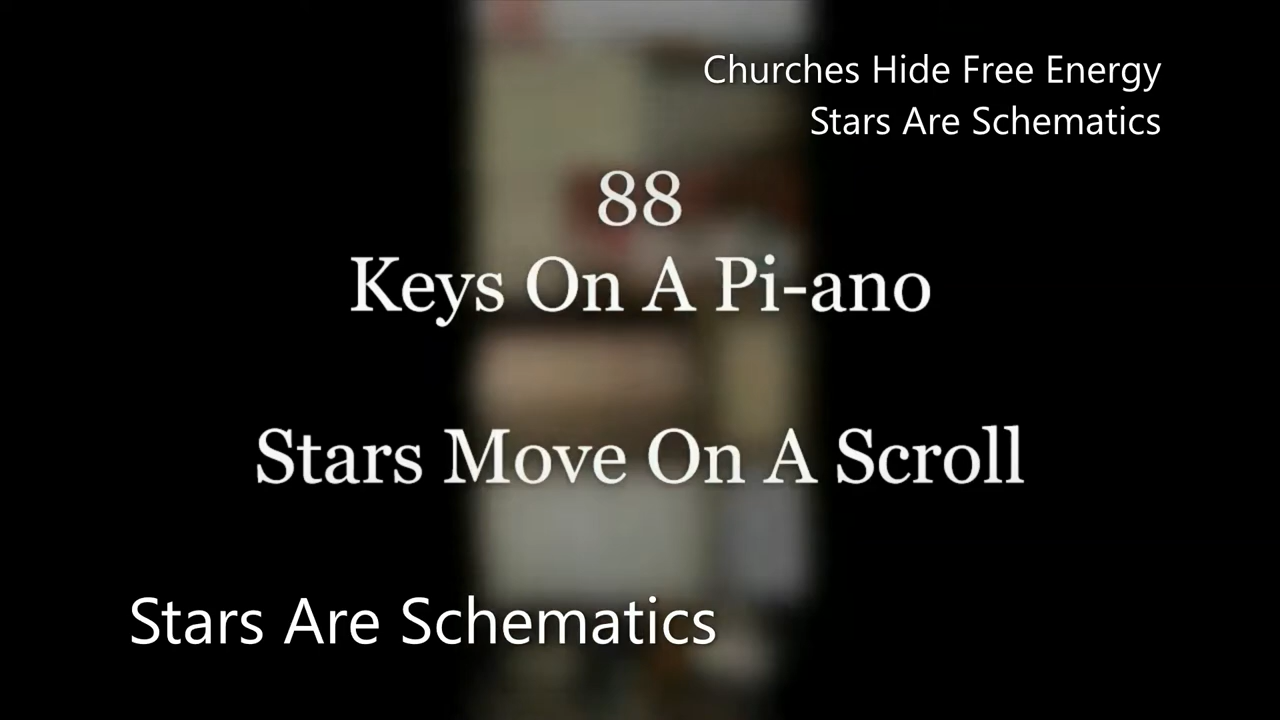 Churches Hide Free Energy
Stars Are Schematics
88
Keys On A Pi-ano
Stars Move On A Scroll
Stars Are Schematics